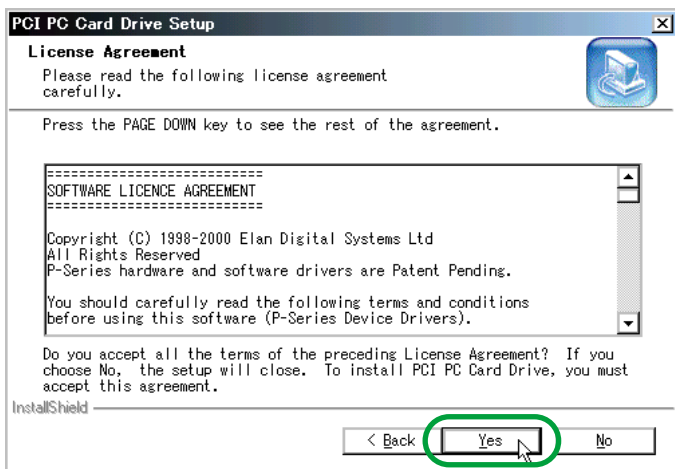 PCI PC Card Drive Setup
License Agreement
Please read the following license agreement
carefully.
Press the PAGE DOWN key to see the rest of the agreement.
===========================
SOFTWARE LICENCE AGREEMENT
===========================
Copyright (C) 1998-2000 Elan Digital Systems Ltd
All Rights Reserved
P-Series hardware and software drivers are Patent Pending.
You should carefully read the following terms and conditions
before using this software (P-Series Device Drivers).
Do you accept all the terms of the preceding License Agreement?  If you
choose No,  the setup will close.  To install PCI PC Card Drive, you must
accept this agreement.
InstallShield
< Back Yes No